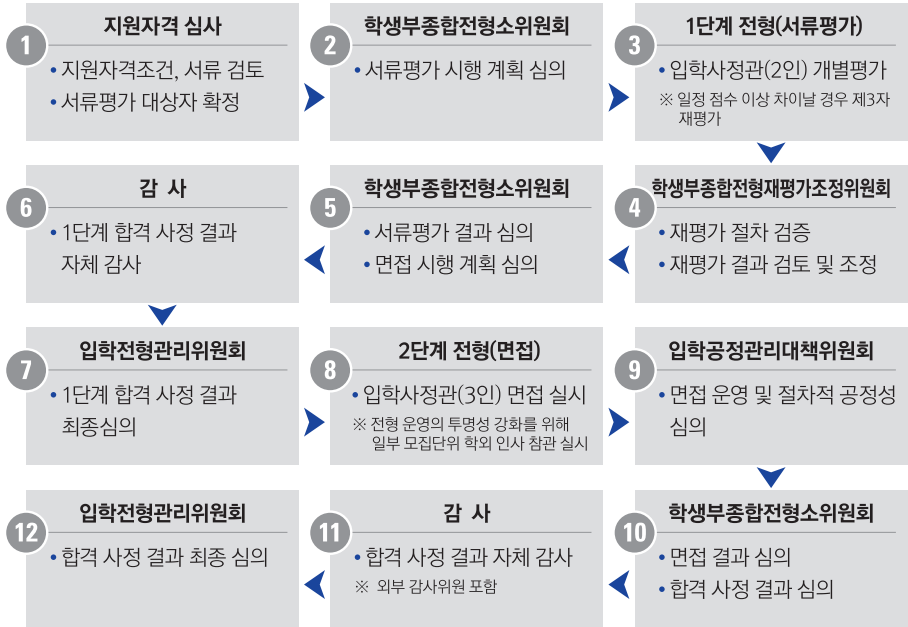 1
지원자격 심사
• 지원자격조건, 서류 검토
• 서류평가 대상자 확정
2
학생부종합전형소위원회
• 서류평가 시행 계획 심의
3
1단계 전형(서류평가)
• 입학사정관(2인) 개별평가
※ 일정 점수 이상 차이날 경우 제3자
재평가
4
학생부종합전형재평가조정위원회
• 재평가 절차 검증
• 재평가 결과 검토 및 조정
5
학생부종합전형소위원회
• 서류평가 결과 심의
• 면접 시행 계획 심의
6
감 사
• 1단계 합격 사정 결과
자체 감사
7
입학전형관리위원회
• 1단계 합격 사정 결과
최종심의
8
2단계 전형(면접)
• 입학사정관(3인) 면접 실시
※ 전형 운영의 투명성 강화를 위해
일부 모집단위 학외 인사 참관 실시
9
입학공정관리대책위원회
• 면접 운영 및 절차적 공정성
심의
10
학생부종합전형소위원회
• 면접 결과 심의
• 합격 사정 결과 심의
11
감 사
• 합격 사정 결과 자체 감사
※ 외부 감사위원 포함
12
입학전형관리위원회
• 합격 사정 결과 최종 심의